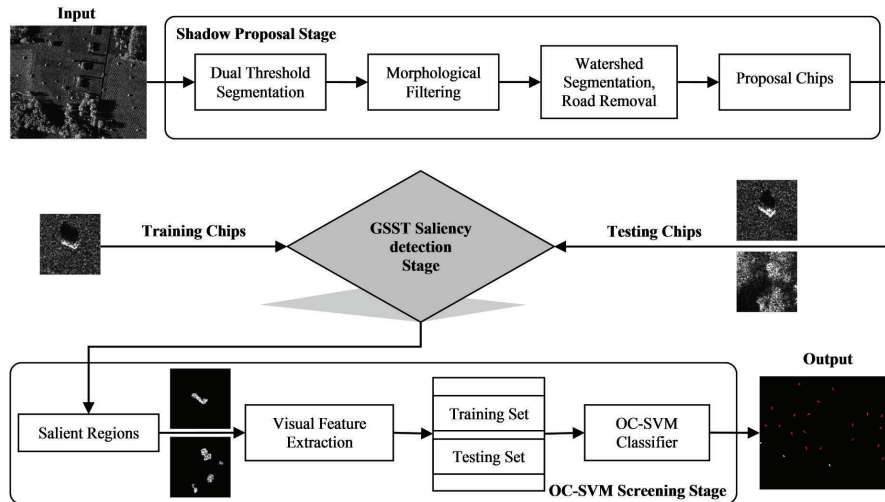 Input
Shadow Proposal Stage
Dual Threshold
Segmentation
Morphological
Filtering
Watershed
Segmentation,
Road Removal
Proposal Chips
Training Chips
GSST Saliency
detection
Stage
Testing Chips
Output
Salient Regions
Visual Feature
Extraction
Training Set
Testing Set
OC-SVM
Classifier
OC-SVM Screening Stage